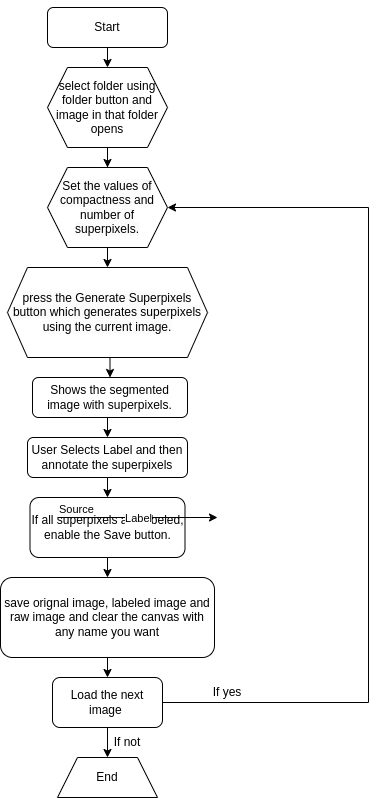 Start
select folder using
folder button and
image in that folder
opens
Set the values of
compactness and
number of
superpixels.
press the Generate Superpixels
button which generates superpixels
using the current image.
Shows the segmented
image with superpixels.
User Selects Label and then
annotate the superpixels
Source
Label
If all superpixels beled,
enable the Save button.
save orignal image, labeled image and
raw image and clear the canvas with
any name you want
Load the next
image
If yes
If not
End